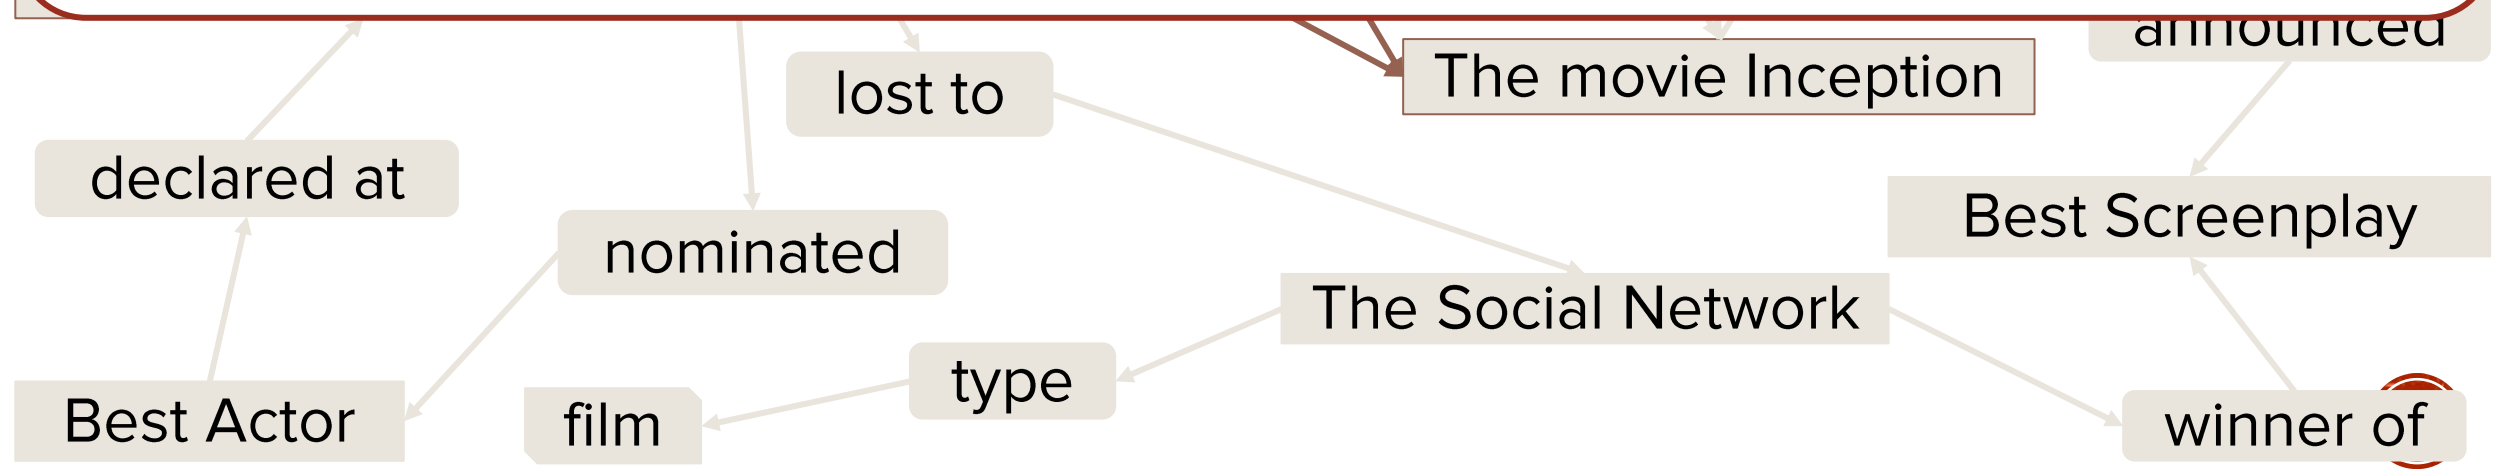 announced
The movie Inception
lost to
declared at
Best Screenplay
nominated
The Social Network
type
Best Actor
film
winner of